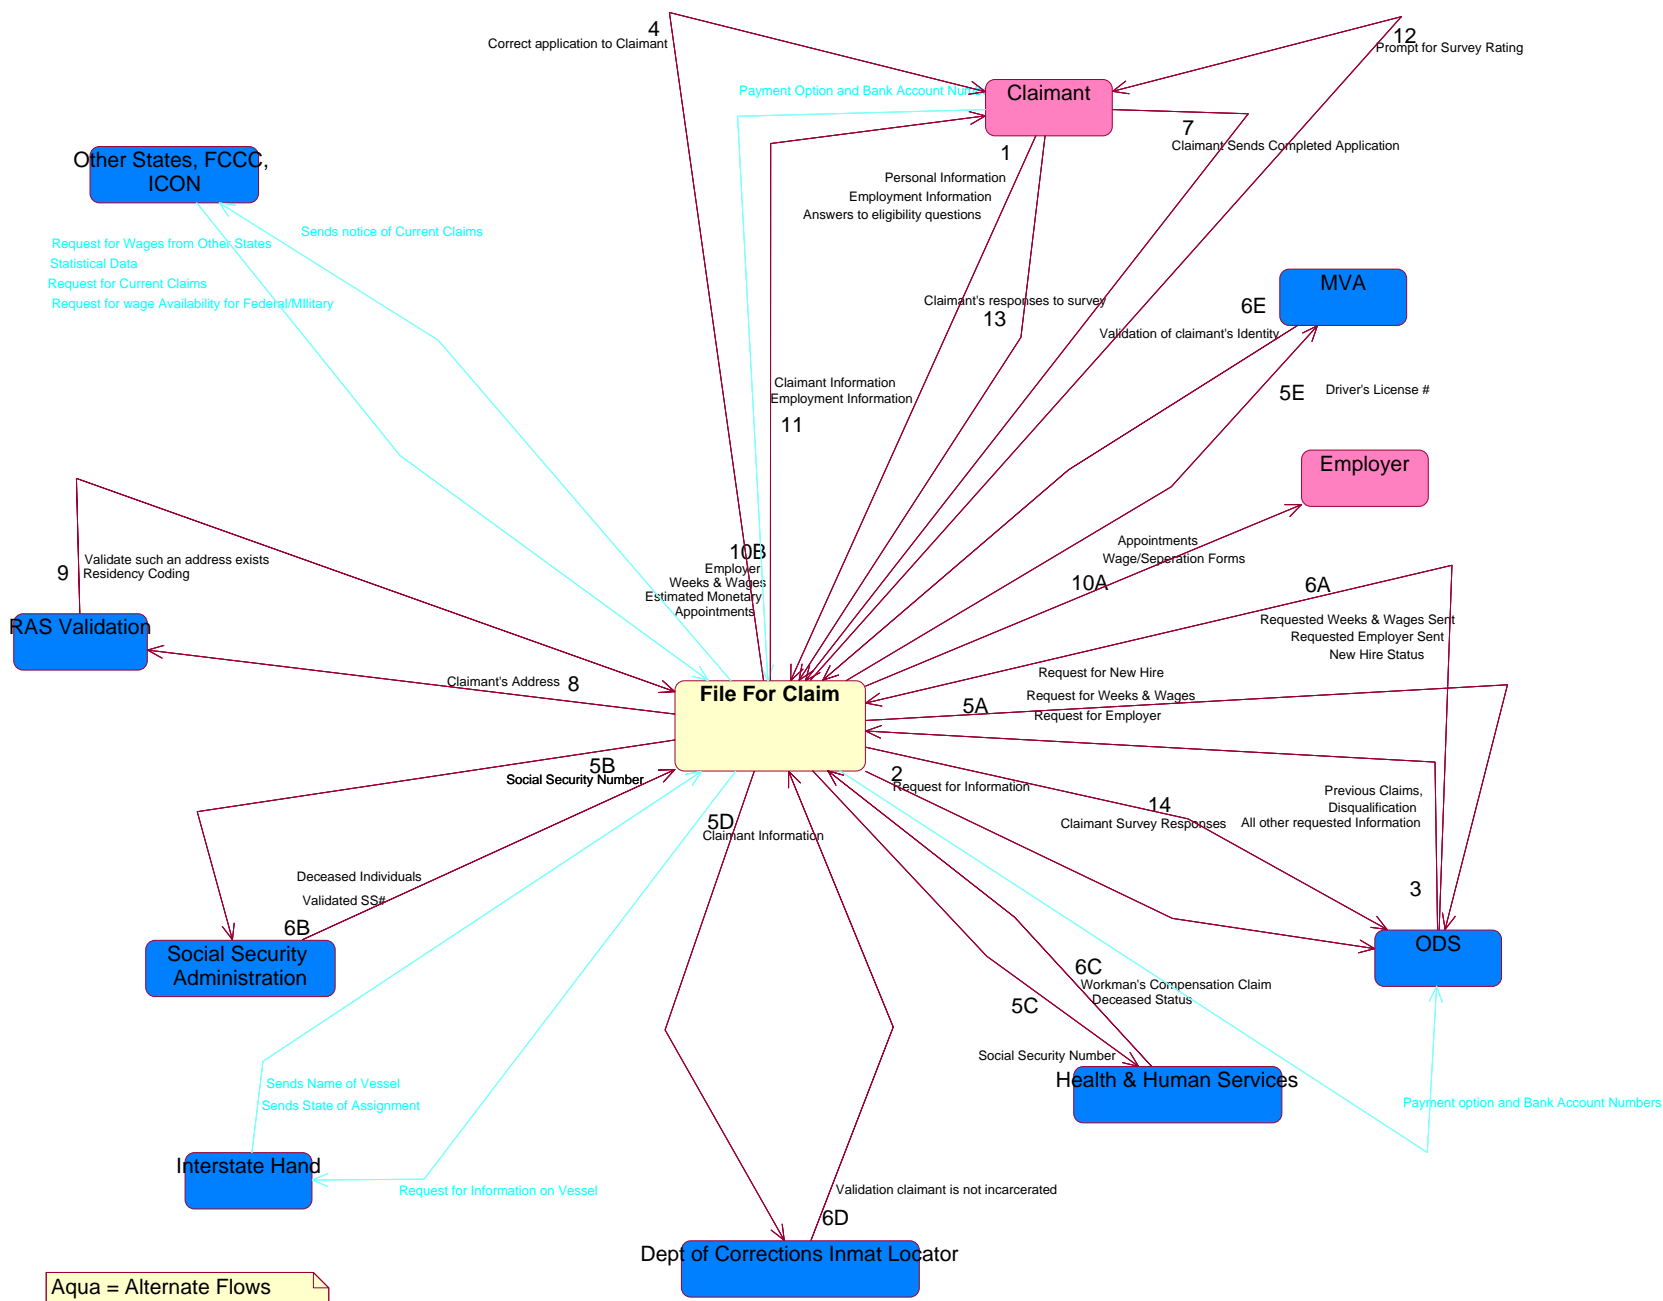 4
Correct application to Claimant
12
Prompt for Survey Rating
Payment Option and Bank Account Num
Claimant
7
Claimant Sends Completed Application
1
Personal Information
Employment Information
Answers to eligibility questions
Other States, FCCC,
ICON
Sends notice of Current Claims
Request for Wages from Other States
Statistical Data
Request for Current Claims
Request for wage Availability for Federal/MIlitary
MVA
6E
Validation of claimant's Identity
Claimant's responses to survey
13
5E
Driver's License #
Claimant Information
Employment Information
11
Employer
Appointments
Wage/Seperation Forms
10A
10B
Employer
Weeks & Wages
Estimated Monetary
Appointments
9
Validate such an address exists
Residency Coding
RAS Validation
6A
Requested Weeks & Wages Sent
Requested Employer Sent
New Hire Status
Claimant's Address
8
File For Claim
Request for New Hire
Request for Weeks & Wages
5A
Request for Employer
5B
Social Security Number
2
Request for Information
14
Claimant Survey Responses
Previous Claims,
Disqualification
All other requested Information
5D
Claimant Information
Deceased Individuals
Validated SS#
6B
3
Social Security
Administration
ODS
6C
Workman's Compensation Claim
Deceased Status
5C
Social Security Number
Health & Human Services
Sends Name of Vessel
Sends State of Assignment
Payment option and Bank Account Numbers
Interstate Hand
Request for Information on Vessel
Validation claimant is not incarcerated
6D
Dept of Corrections Inmat Locator
Aqua = Alternate Flows